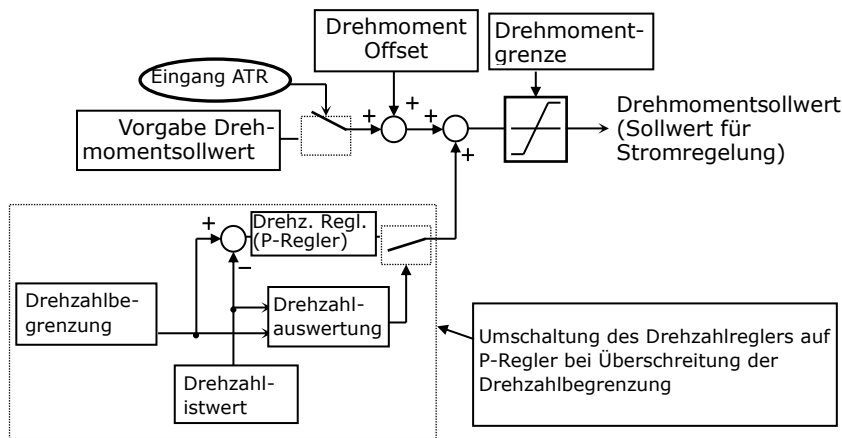 Drehmoment
Offset
Drehmoment-
grenze
Eingang ATR
Vorgabe Dreh-
momentsollwert
+
+
+
+
+
Drehmomentsollwert
(Sollwert für
Stromregelung)
+
−
Drehz. Regl.
(P-Regler)
Drehzahlbe-
grenzung
Drehzahl-
auswertung
Drehzahl-
istwert
Umschaltung des Drehzahlreglers auf
P-Regler bei Überschreitung der
Drehzahlbegrenzung